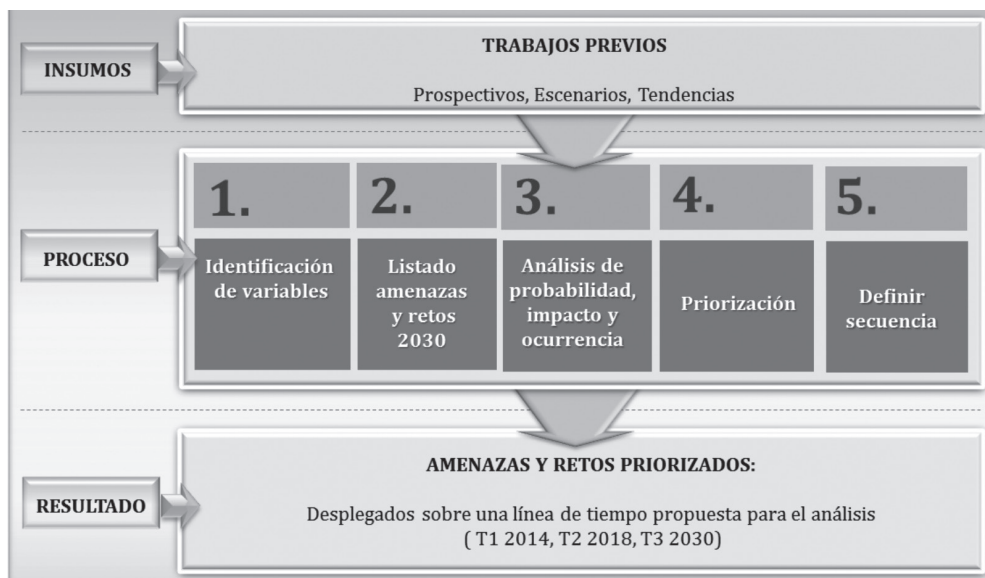 INSUMOS
TRABAJOS PREVIOS
Prospectivos, Escenarios, Tendencias
PROCESO
1.
Identificación
de variables
2.
Listado
amenazas
y retos
2030
3.
Análisis de
probabilidad,
impacto y
ocurrencia
4.
Priorización
5.
Definir
secuencia
RESULTADO
AMENAZAS Y RETOS PRIORIZADOS:
Desplegados sobre una línea de tiempo propuesta para el análisis
( T1 2014, T2 2018, T3 2030)